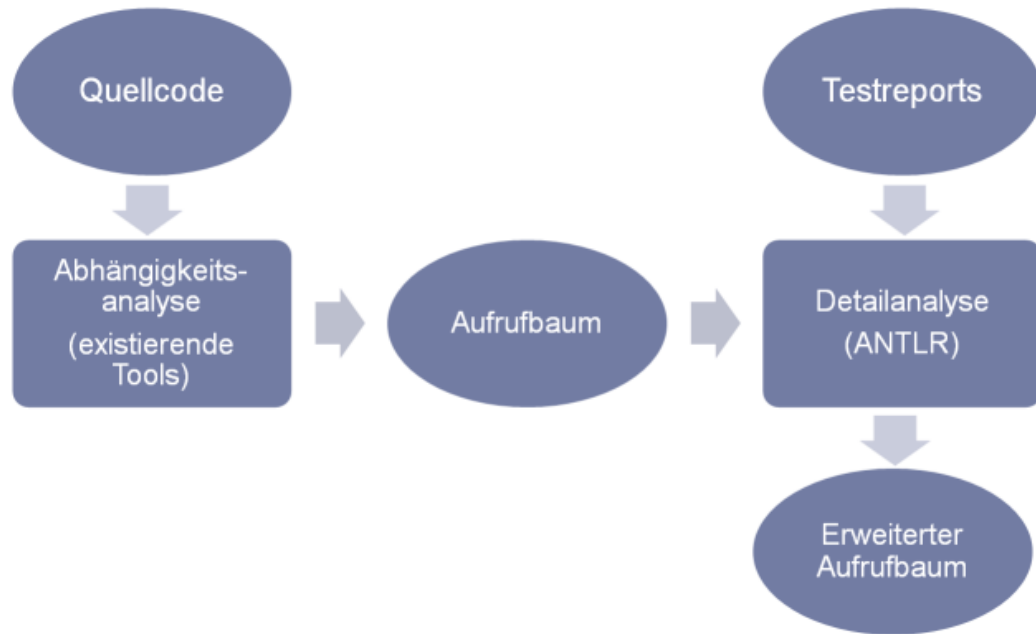 Quellcode
Testreports
Abhängigkeits-
analyse
(existierende
Tools)
Aufrufbaum
Detailanalyse
(ANTLR)
Erweiterter
Aufrufbaum